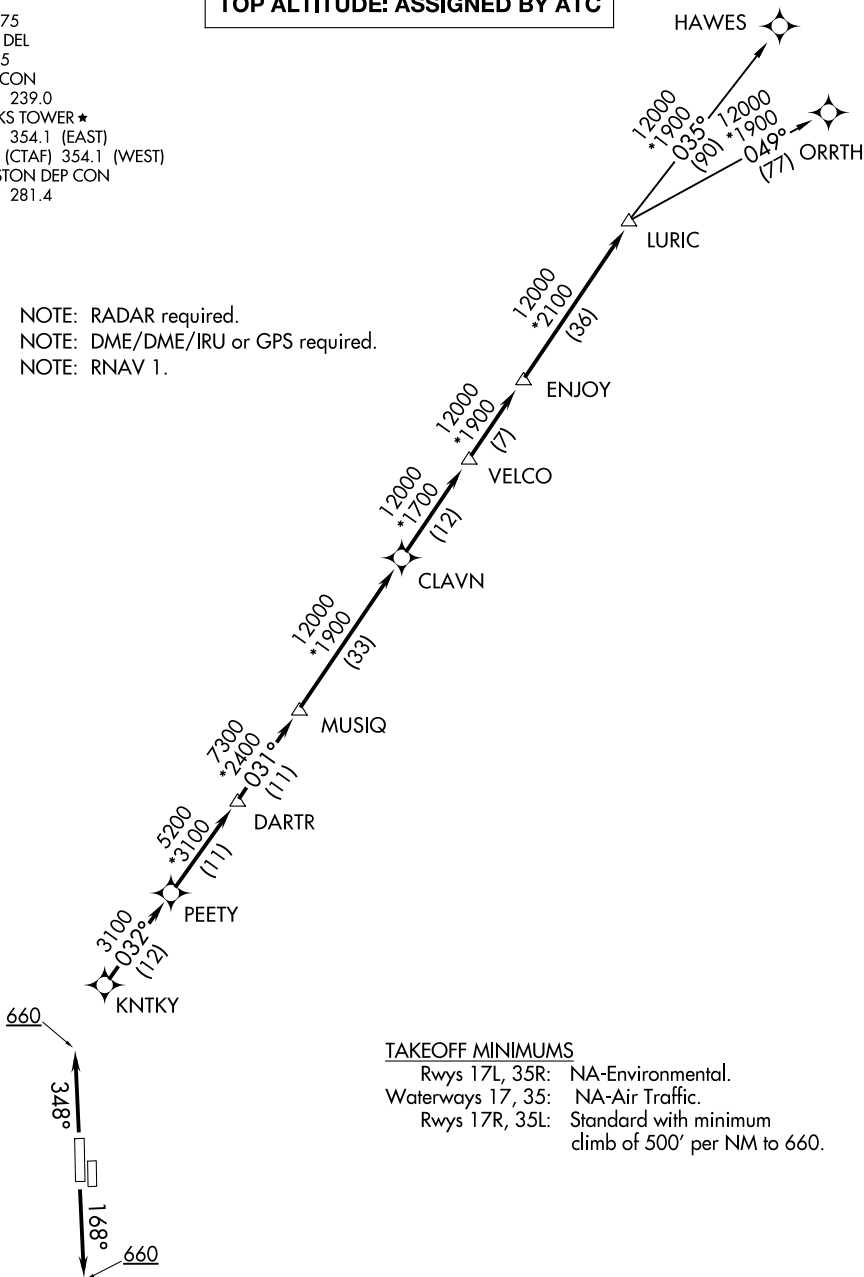 TOP ALTITUDE: ASSIGNED BY ATC
75
DEL
5
CON
239.0
KS TOWER ★
354.1 (EAST)
(CTAF) 354.1 (WEST)
STON DEP CON
281.4
HAWES
12000
*1900
035°
(90)
12000
*1900
049°
(77)
ORRTH
LURIC
NOTE: RADAR required.
NOTE: DME/DME/IRU or GPS required.
NOTE: RNAV 1.
12000
*2100
(36)
ENJOY
12000
*1900
(7)
VELCO
12000
*1700
(12)
CLAVN
12000
*1900
(33)
MUSIQ
7300
*2400
031°
(11)
DARTR
5200
*3100
(11)
PEETY
3100
032°
(12)
KNTKY
660
348°
168°
660
TAKEOFF MINIMUMS
Rwys 17L, 35R: NA-Environmental.
Waterways 17, 35: NA-Air Traffic.
Rwys 17R, 35L: Standard with minimum
climb of 500' per NM to 660.